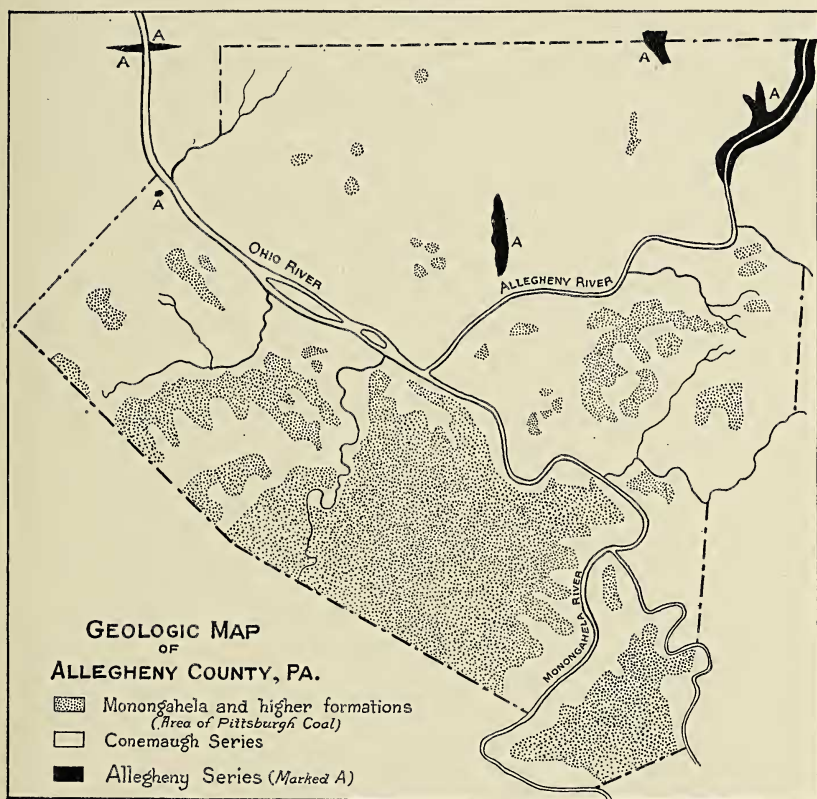 A
A
A
A
A
OHIO RIVER
A
ALLEGHENY RIVER
MONONGAHELA RIVER
GEOLOGIC MAP
OF
ALLEGHENY COUNTY, PA.
Monongahela and higher formations
(Area of Pittsburgh Coal)
Conemaugh Series
Allegheny Series (Marked A)